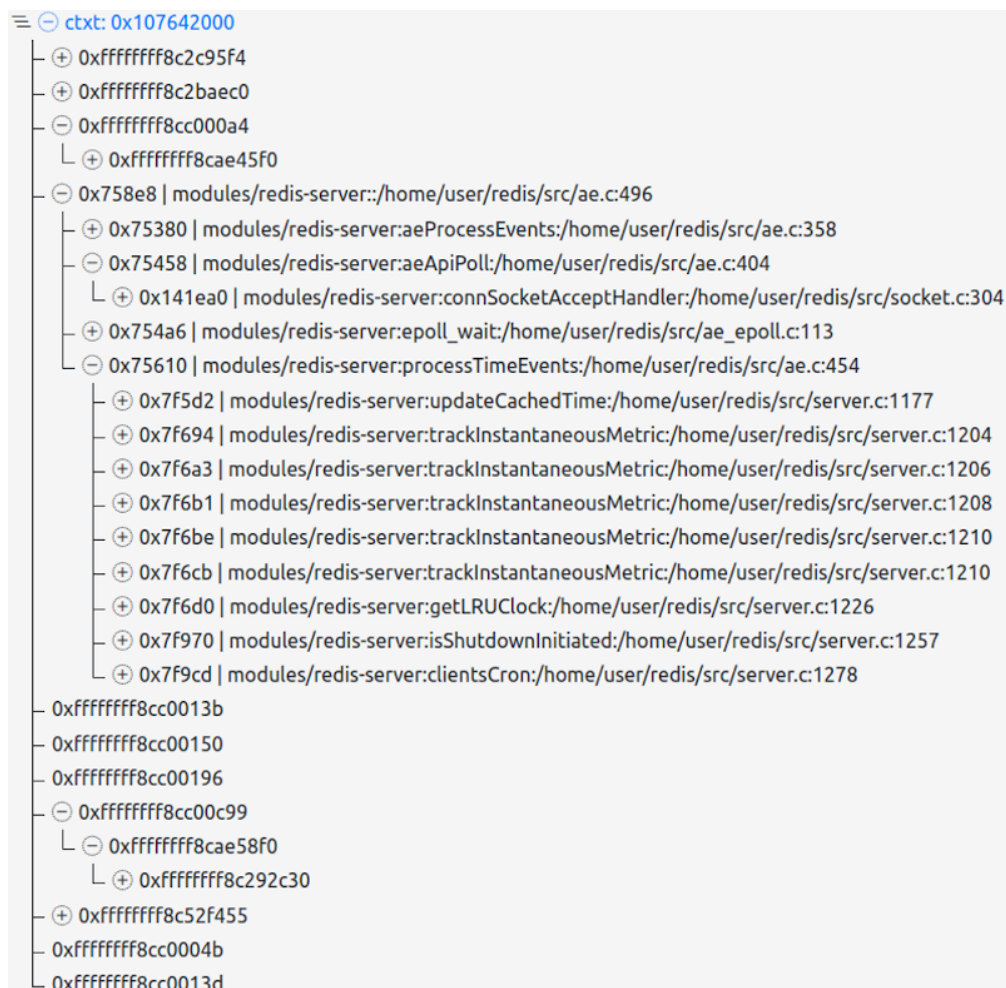 ctxt: 0x107642000
0xffffffff8c2c95f4
0xffffffff8c2baec0
0xffffffff8cc000a4
0xffffffff8cae45f0
0x758e8 | modules/redis-server::/home/user/redis/src/ae.c:496
0x75380 | modules/redis-server:aeProcessEvents:/home/user/redis/src/ae.c:358
0x75458 | modules/redis-server:aeApiPoll:/home/user/redis/src/ae.c:404
0x141ea0 | modules/redis-server:connSocketAcceptHandler:/home/user/redis/src/socket.c:304
0x754a6 | modules/redis-server:epoll_wait:/home/user/redis/src/ae_epoll.c:113
0x75610 | modules/redis-server:processTimeEvents:/home/user/redis/src/ae.c:454
0x7f5d2 | modules/redis-server:updateCachedTime:/home/user/redis/src/server.c:1177
0x7f694 | modules/redis-server:trackInstantaneousMetric:/home/user/redis/src/server.c:1204
0x7f6a3 | modules/redis-server:trackInstantaneousMetric:/home/user/redis/src/server.c:1206
0x7f6b1 | modules/redis-server:trackInstantaneousMetric:/home/user/redis/src/server.c:1208
0x7f6be | modules/redis-server:trackInstantaneousMetric:/home/user/redis/src/server.c:1210
0x7f6cb | modules/redis-server:trackInstantaneousMetric:/home/user/redis/src/server.c:1210
0x7f6d0 | modules/redis-server:getLRUClock:/home/user/redis/src/server.c:1226
0x7f970 | modules/redis-server:isShutdownInitiated:/home/user/redis/src/server.c:1257
0x7f9cd | modules/redis-server:clientsCron:/home/user/redis/src/server.c:1278
0xffffffff8cc0013b
0xffffffff8cc00150
0xffffffff8cc00196
0xffffffff8cc00c99
0xffffffff8cae58f0
0xffffffff8c292c30
0xffffffff8c52f455
0xffffffff8cc0004b
0xffffffff8cc0013d